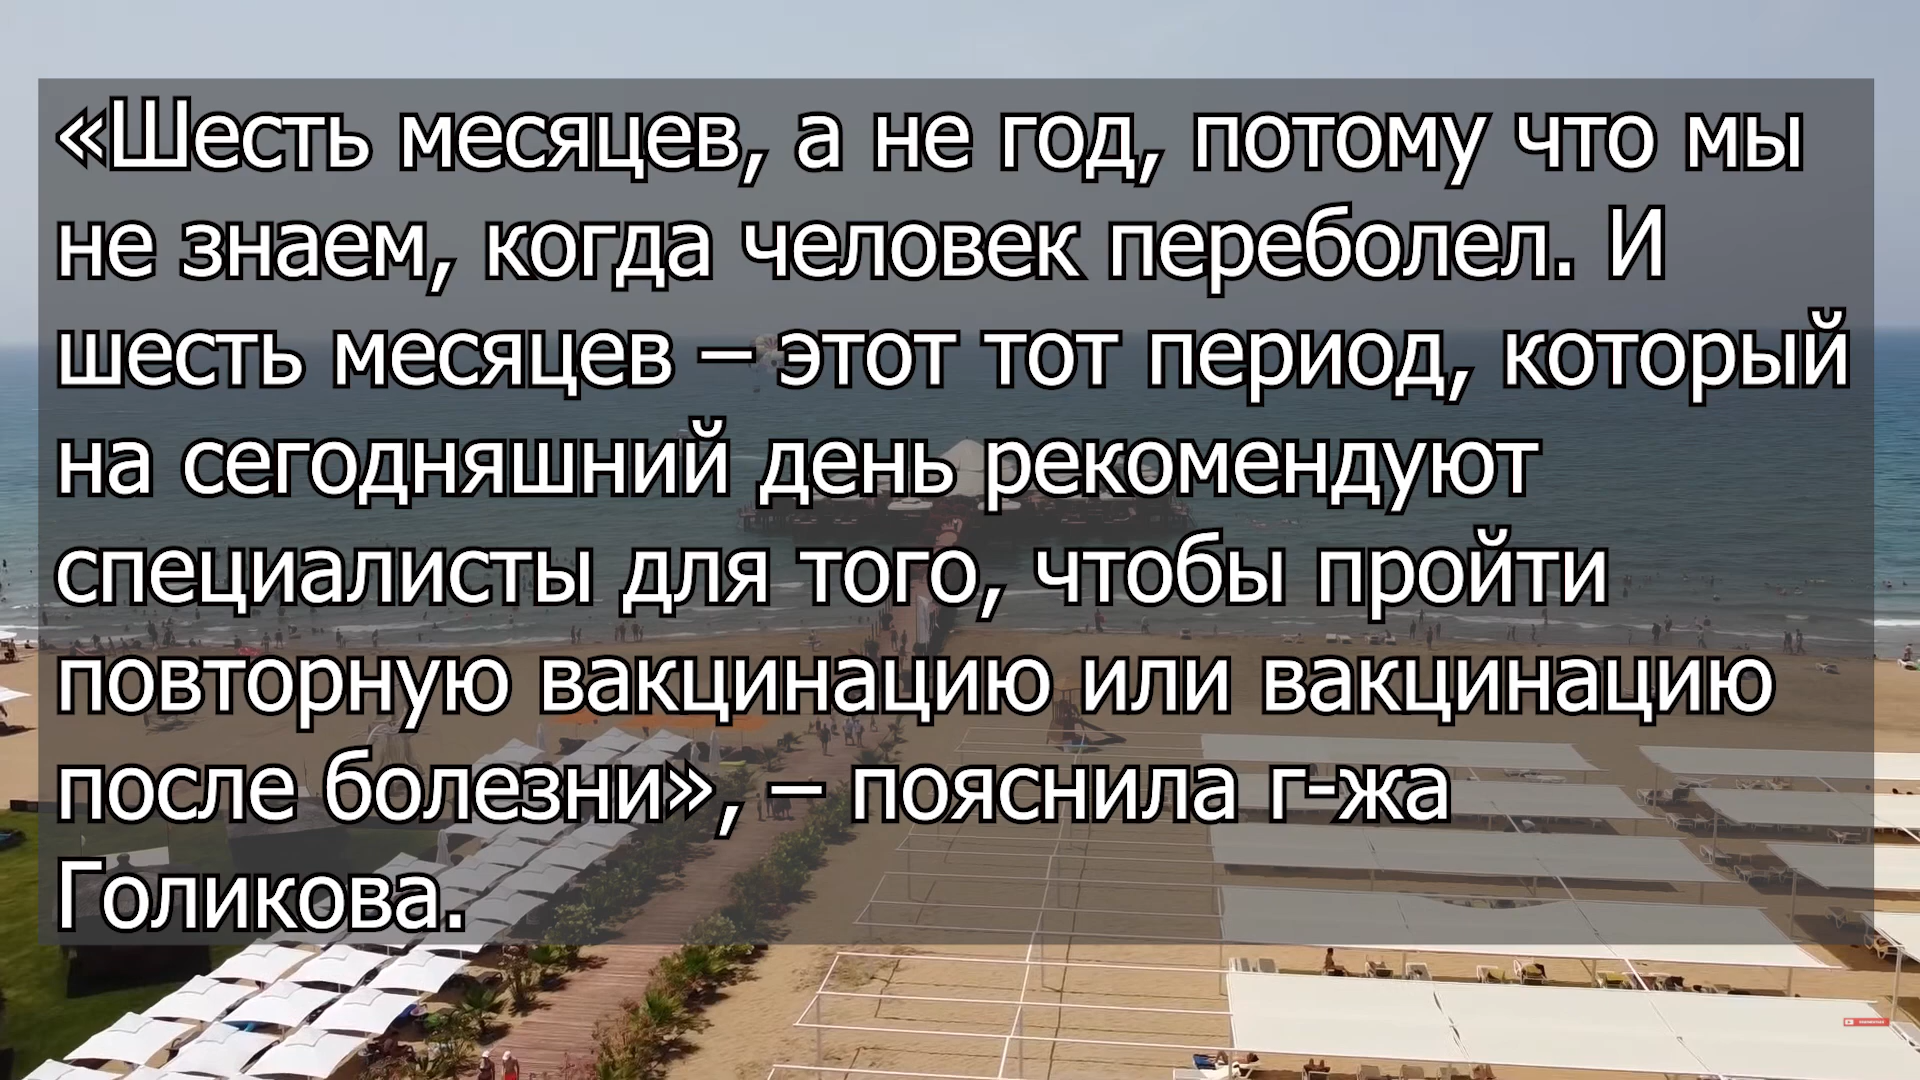 «Шесть месяцев, а не год, потому что мы
не знаем, когда человек переболел. И
шесть месяцев – этот тот период, который
на сегодняшний день рекомендуют
специалисты для того, чтобы пройти
повторную вакцинацию или вакцинацию
после болезни», – пояснила г-жа
Голикова.